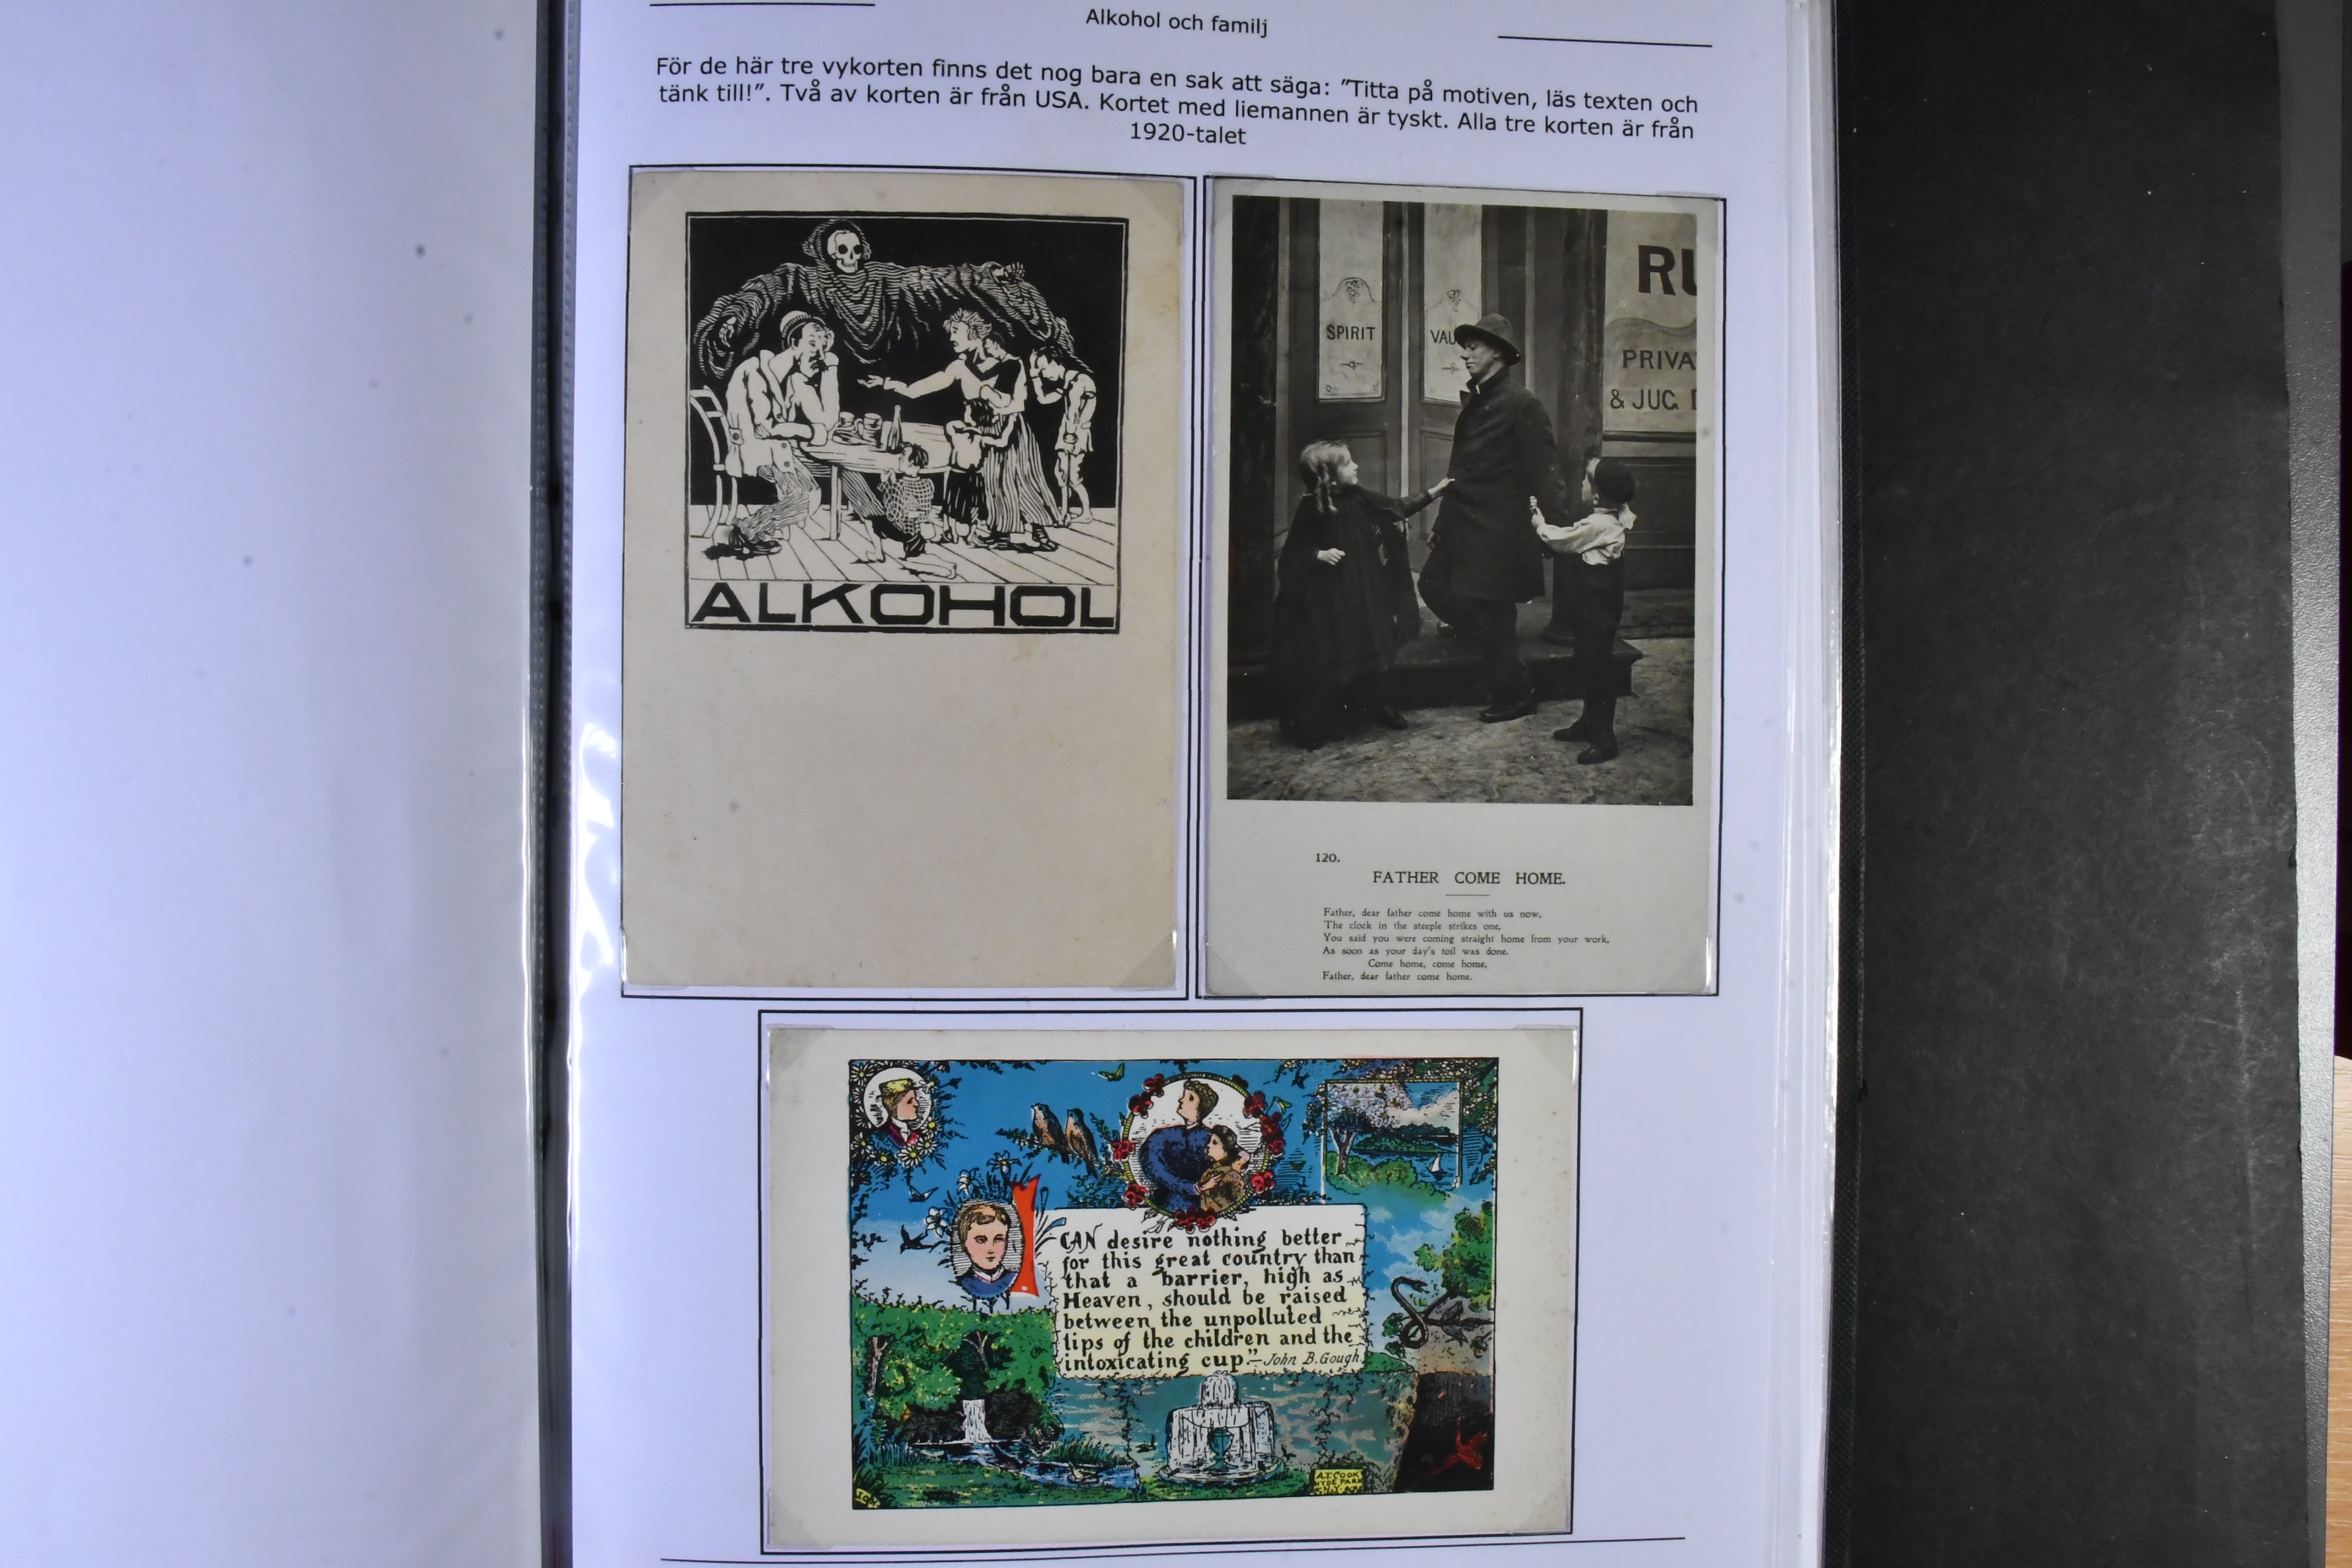 Alkohol och familj
För de här tre vykorten finns det nog bara en sak att säga: ”Titta på motiven, läs texten och
tänk till!”. Två av korten är från USA. Kortet med liemannen är tyskt. Alla tre korten är från
1920-talet
ALKOHOL
RU
SPIRIT
VAU
PRIVA
& JUG
120.
FATHER COME HOME.
Father, dear father come home with us now,
The clock in the steeple strikes one,
You said you were coming straight home from your work,
As soon as your day's toil was done.
Come home, come home,
Father, dear father come home.
I CAN desire nothing better
for this great country than
that a barrier, high as
Heaven, should be raised
between the unpolluted
lips of the children and the
intoxicating cup."—John B. Gough.
A.T. COOK
HYDE PARK